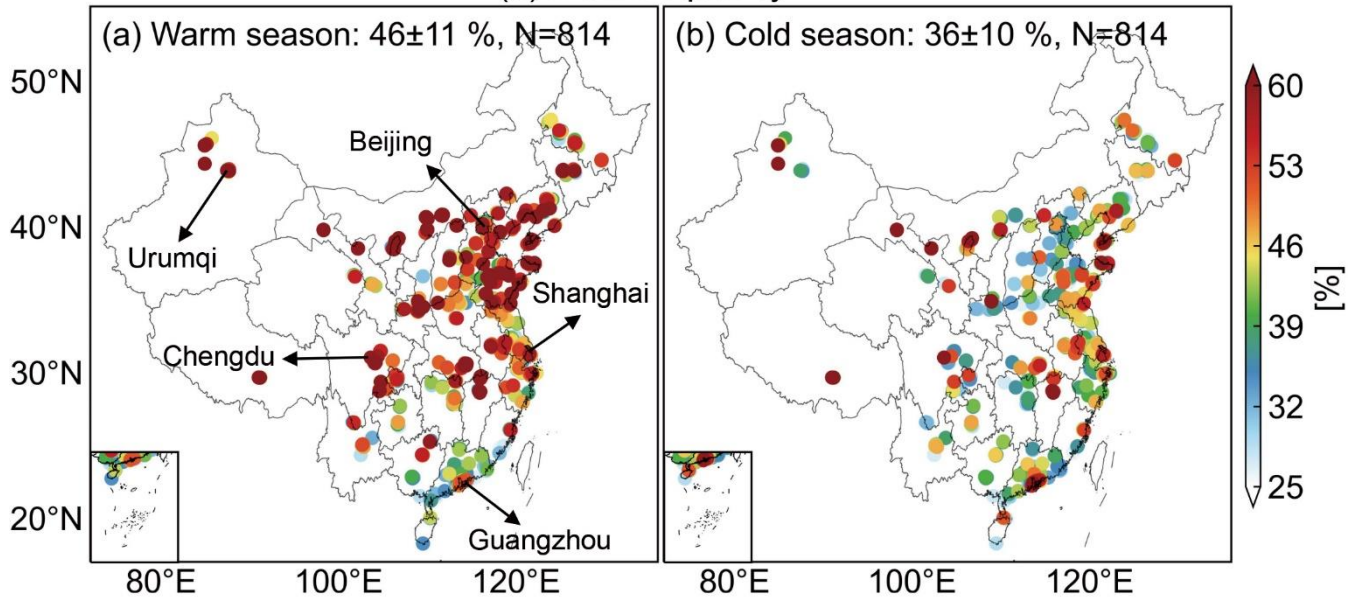 (a) Warm season: 46±11 %, N=814
(b) Cold season: 36±10 %, N=814
50°N
40°N
30°N
20°N
Beijing
Urumqi
Shanghai
Chengdu
Guangzhou
80°E
100°E
120°E
80°E
100°E
120°E
60
53
46
39
32
25
[%]